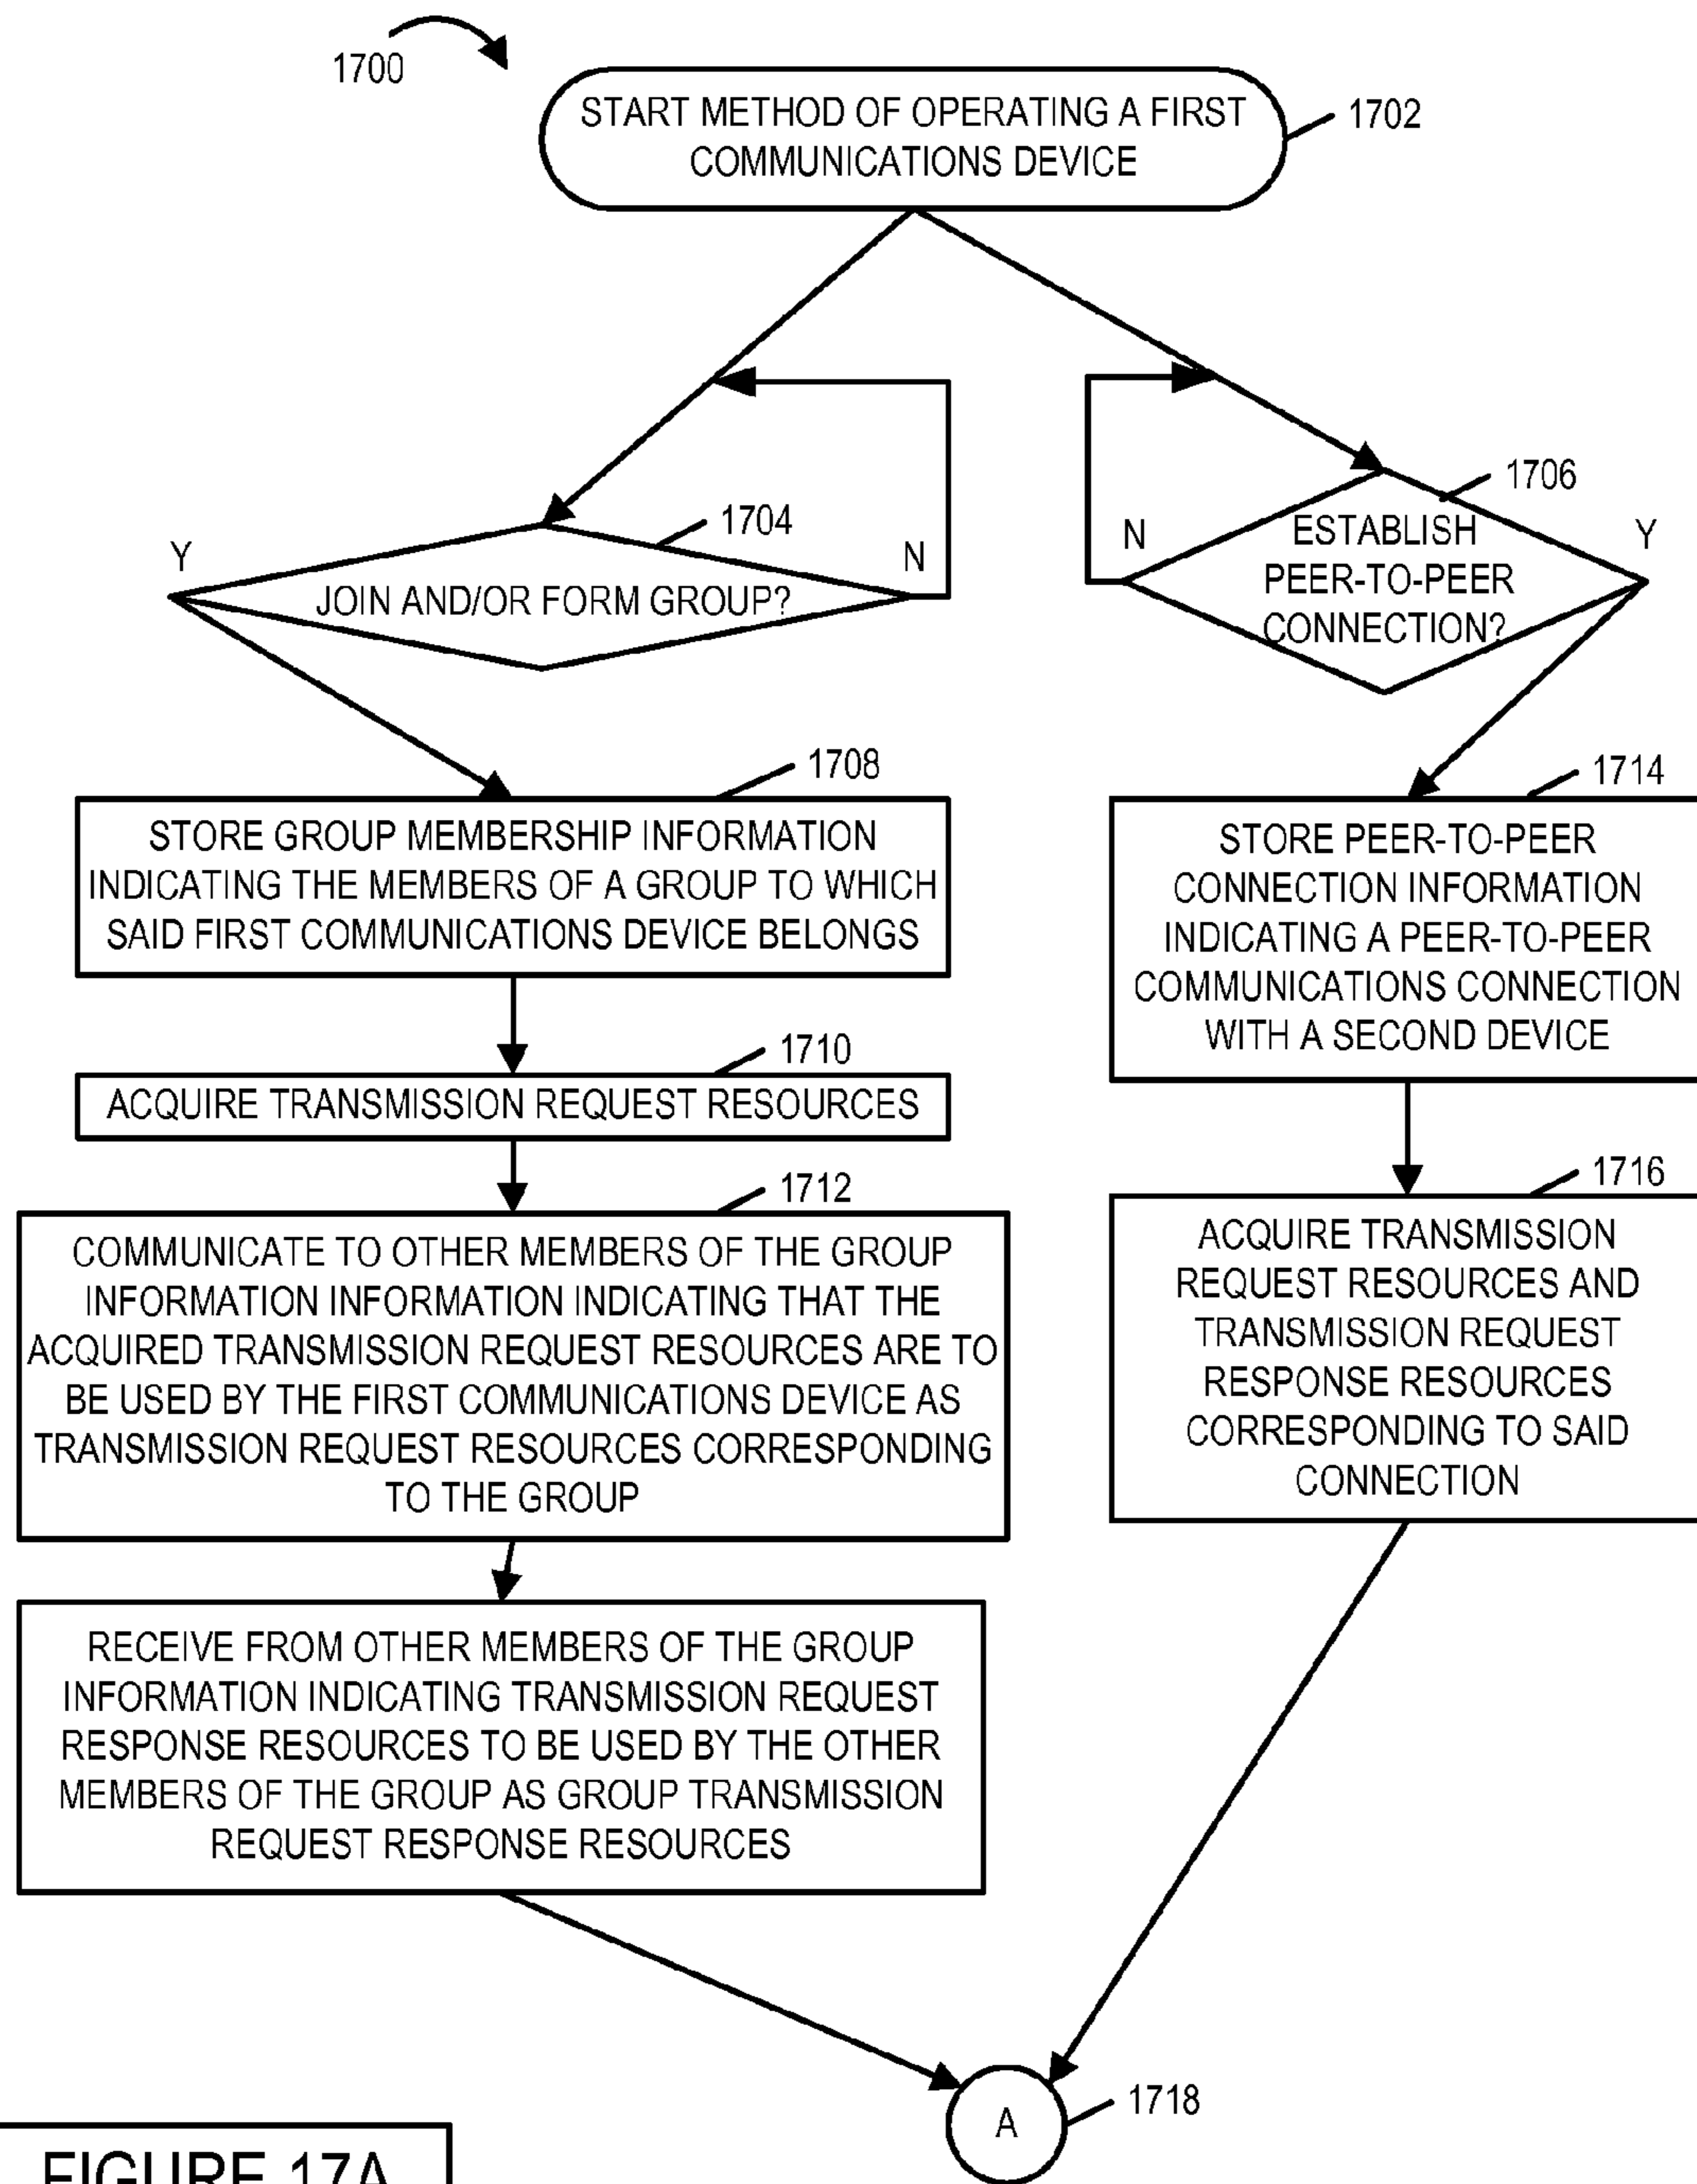 1700
START METHOD OF OPERATING A FIRST
COMMUNICATIONS DEVICE
1702
1704
Y
JOIN AND/OR FORM GROUP?
N
1706
N
ESTABLISH
PEER-TO-PEER
CONNECTION?
Y
1708
STORE GROUP MEMBERSHIP INFORMATION
INDICATING THE MEMBERS OF A GROUP TO WHICH
SAID FIRST COMMUNICATIONS DEVICE BELONGS
1710
ACQUIRE TRANSMISSION REQUEST RESOURCES
1712
COMMUNICATE TO OTHER MEMBERS OF THE GROUP
INFORMATION INFORMATION INDICATING THAT THE
ACQUIRED TRANSMISSION REQUEST RESOURCES ARE TO
BE USED BY THE FIRST COMMUNICATIONS DEVICE AS
TRANSMISSION REQUEST RESOURCES CORRESPONDING
TO THE GROUP
RECEIVE FROM OTHER MEMBERS OF THE GROUP
INFORMATION INDICATING TRANSMISSION REQUEST
RESPONSE RESOURCES TO BE USED BY THE OTHER
MEMBERS OF THE GROUP AS GROUP TRANSMISSION
REQUEST RESPONSE RESOURCES
1714
STORE PEER-TO-PEER
CONNECTION INFORMATION
INDICATING A PEER-TO-PEER
COMMUNICATIONS CONNECTION
WITH A SECOND DEVICE
1716
ACQUIRE TRANSMISSION
REQUEST RESOURCES AND
TRANSMISSION REQUEST
RESPONSE RESOURCES
CORRESPONDING TO SAID
CONNECTION
A
1718
FIGURE 17A